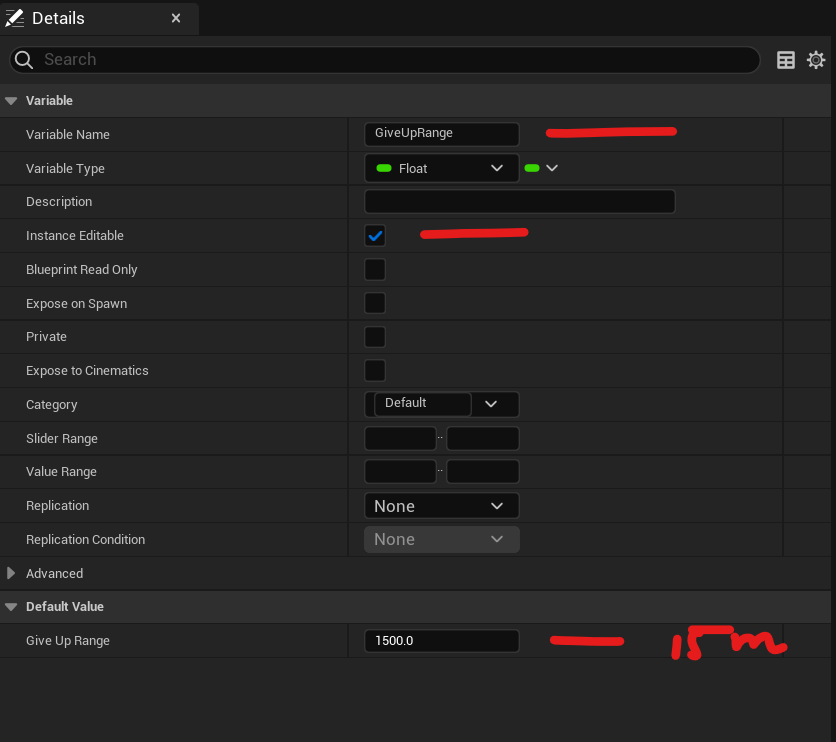 Details
Search
Variable
Variable Name GiveUpRange
Variable Type Float
Description
Instance Editable
Blueprint Read Only
Expose on Spawn
Private
Expose to Cinematics
Category Default
Slider Range ..
Value Range ..
Replication None
Replication Condition None
Advanced
Default Value
Give Up Range 1500.0 15m